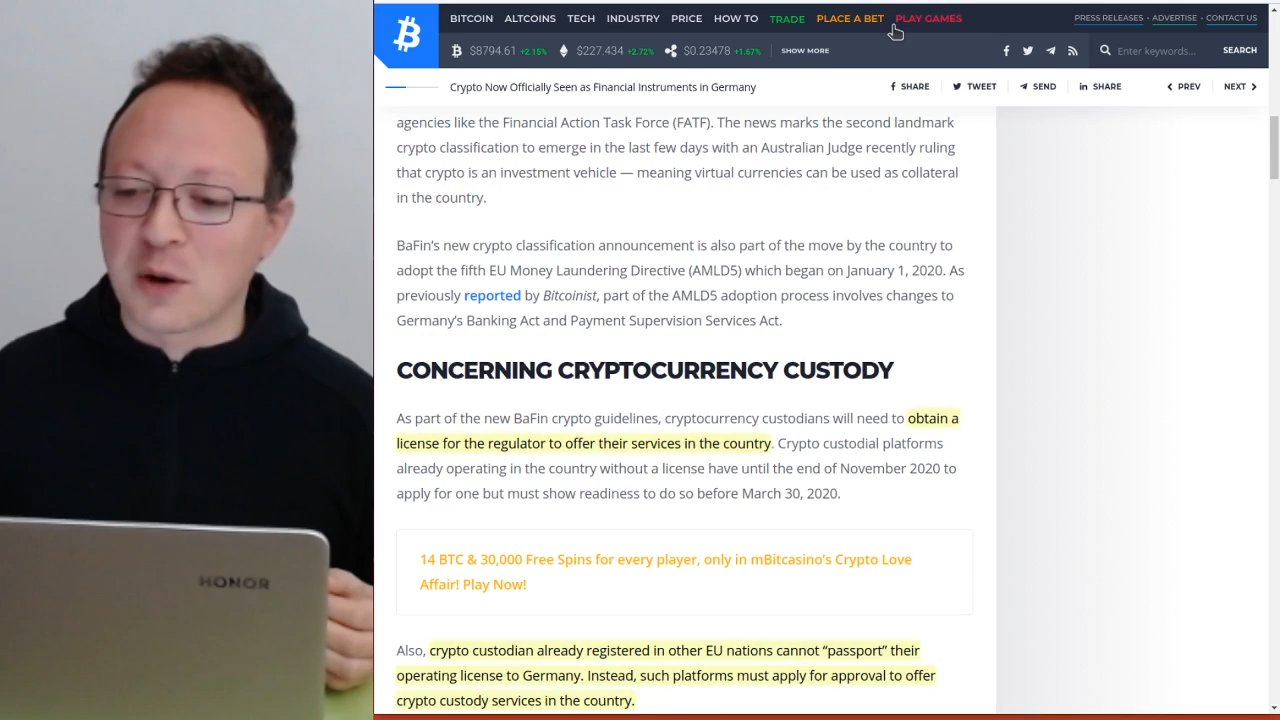 BITCOIN ALTCOINS TECH INDUSTRY PRICE HOW TO TRADE PLACE A BET PLAY GAMES PRESS RELEASES - ADVERTISE - CONTACT US
$8794.61 +2.15% $227.434 +2.72% $0.23478 +1.67% SHOW MORE Enter keywords... SEARCH
Crypto Now Officially Seen as Financial Instruments in Germany SHARE TWEET SEND SHARE PREV NEXT
agencies like the Financial Action Task Force (FATF). The news marks the second landmark
crypto classification to emerge in the last few days with an Australian Judge recently ruling
that crypto is an investment vehicle — meaning virtual currencies can be used as collateral
in the country.
BaFin’s new crypto classification announcement is also part of the move by the country to
adopt the fifth EU Money Laundering Directive (AMLD5) which began on January 1, 2020. As
previously reported by Bitcoinist, part of the AMLD5 adoption process involves changes to
Germany’s Banking Act and Payment Supervision Services Act.
CONCERNING CRYPTOCURRENCY CUSTODY
As part of the new BaFin crypto guidelines, cryptocurrency custodians will need to obtain a
license for the regulator to offer their services in the country. Crypto custodial platforms
already operating in the country without a license have until the end of November 2020 to
apply for one but must show readiness to do so before March 30, 2020.
14 BTC & 30,000 Free Spins for every player, only in mBitcasino’s Crypto Love
Affair! Play Now!
Also, crypto custodian already registered in other EU nations cannot “passport” their
operating license to Germany. Instead, such platforms must apply for approval to offer
crypto custody services in the country.
HONOR